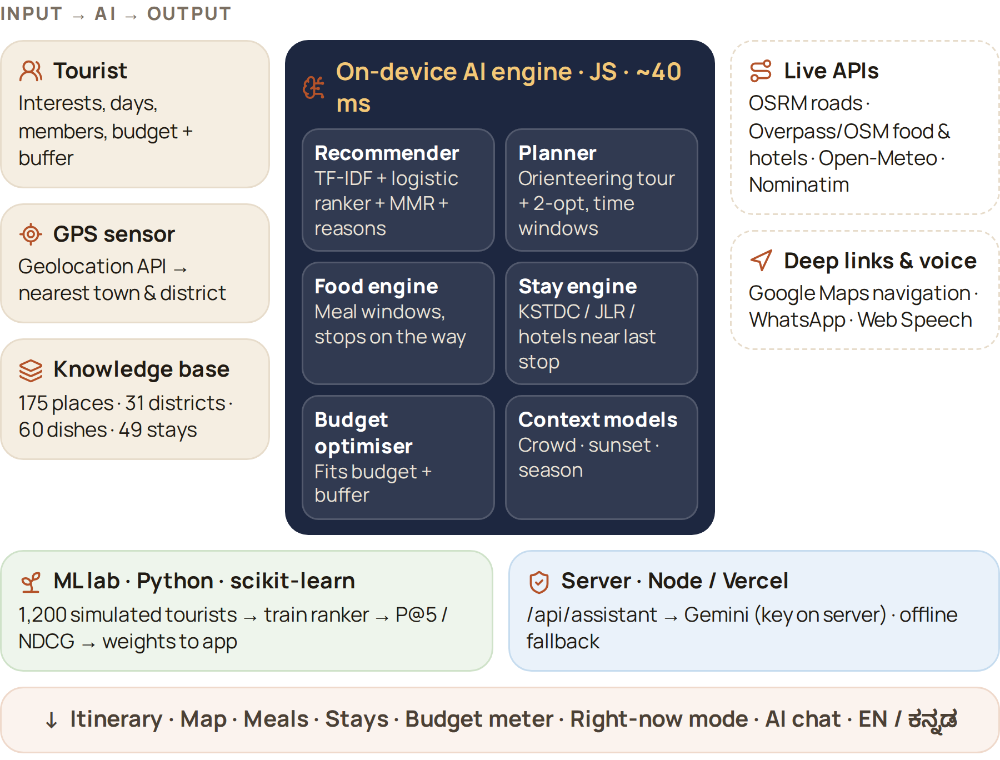 INPUT → AI → OUTPUT
Tourist
Interests, days,
members, budget +
buffer
GPS sensor
Geolocation API →
nearest town & district
Knowledge base
175 places · 31 districts ·
60 dishes · 49 stays
On-device AI engine · JS · ~40
ms
Recommender
TF-IDF + logistic
ranker + MMR +
reasons
Planner
Orienteering tour
+ 2-opt, time
windows
Food engine
Meal windows,
stops on the way
Stay engine
KSTDC / JLR /
hotels near last
stop
Budget
optimiser
Fits budget +
buffer
Context models
Crowd · sunset ·
season
Live APIs
OSRM roads ·
Overpass/OSM food &
hotels · Open-Meteo ·
Nominatim
Deep links & voice
Google Maps navigation ·
WhatsApp · Web Speech
ML lab · Python · scikit-learn
1,200 simulated tourists → train ranker → P@5 /
NDCG → weights to app
Server · Node / Vercel
/api/assistant → Gemini (key on server) · offline
fallback
↓ Itinerary · Map · Meals · Stays · Budget meter · Right-now mode · AI chat · EN / ಕನ್ನಡ